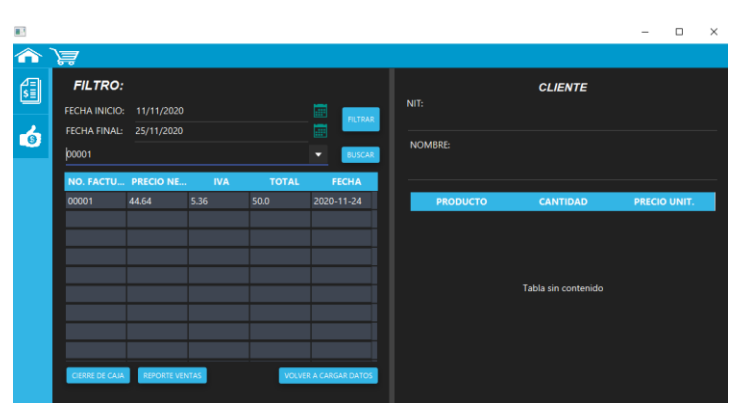 FILTRO:
FECHA INICIO: 11/11/2020
FILTRAR
FECHA FINAL: 25/11/2020
00001
BUSCAR
NO. FACTU... PRECIO NE... IVA TOTAL FECHA
00001 44.64 5.36 50.0 2020-11-24
CIERRE DE CAJA REPORTE VENTAS VOLVER A CARGAR DATOS
CLIENTE
NIT:
NOMBRE:
PRODUCTO CANTIDAD PRECIO UNIT.
Tabla sin contenido